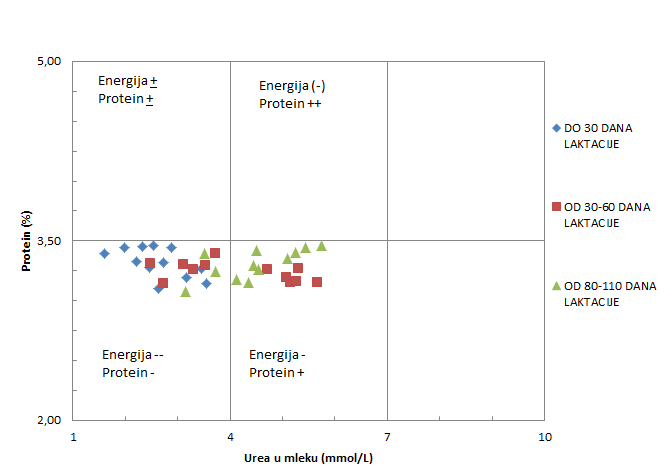 5,00
Energija +
Protein +
Energija (-)
Protein ++
DO 30 DANA
LAKTACIJE
Protein (%)
3,50
OD 30-60 DANA
LAKTACIJE
OD 80-110 DANA
LAKTACIJE
Energija --
Protein -
Energija -
Protein +
2,00
1
4
7
10
Urea u mleku (mmol/L)